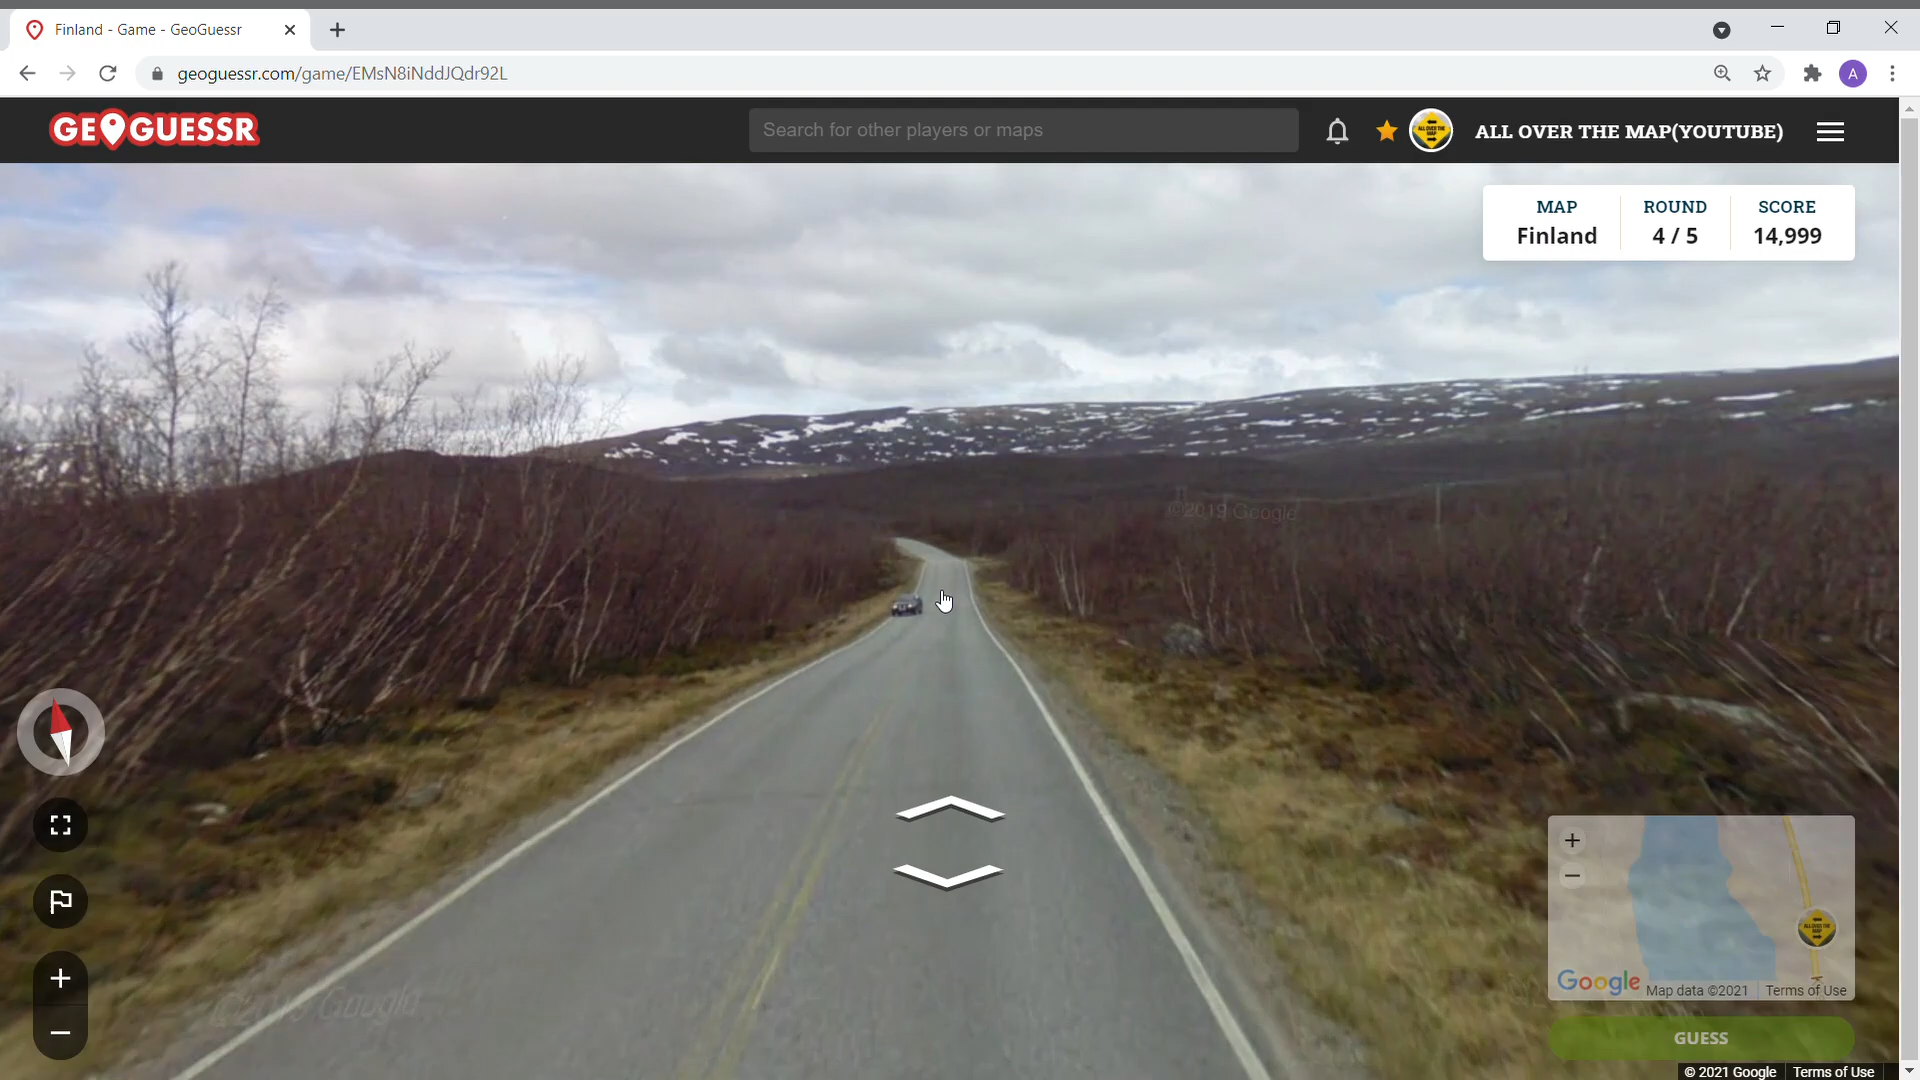 Finland - Game - GeoGuessr
geoguessr.com/game/EMsN8iNddJQdr92L
A
GEOGUESSR
Search for other players or maps
ALL OVER THE MAP(YOUTUBE)
MAP
Finland
ROUND
4 / 5
SCORE
14,999
©2019 Google
Google
Map data ©2021
Terms of Use
GUESS
© 2021 Google
Terms of Use